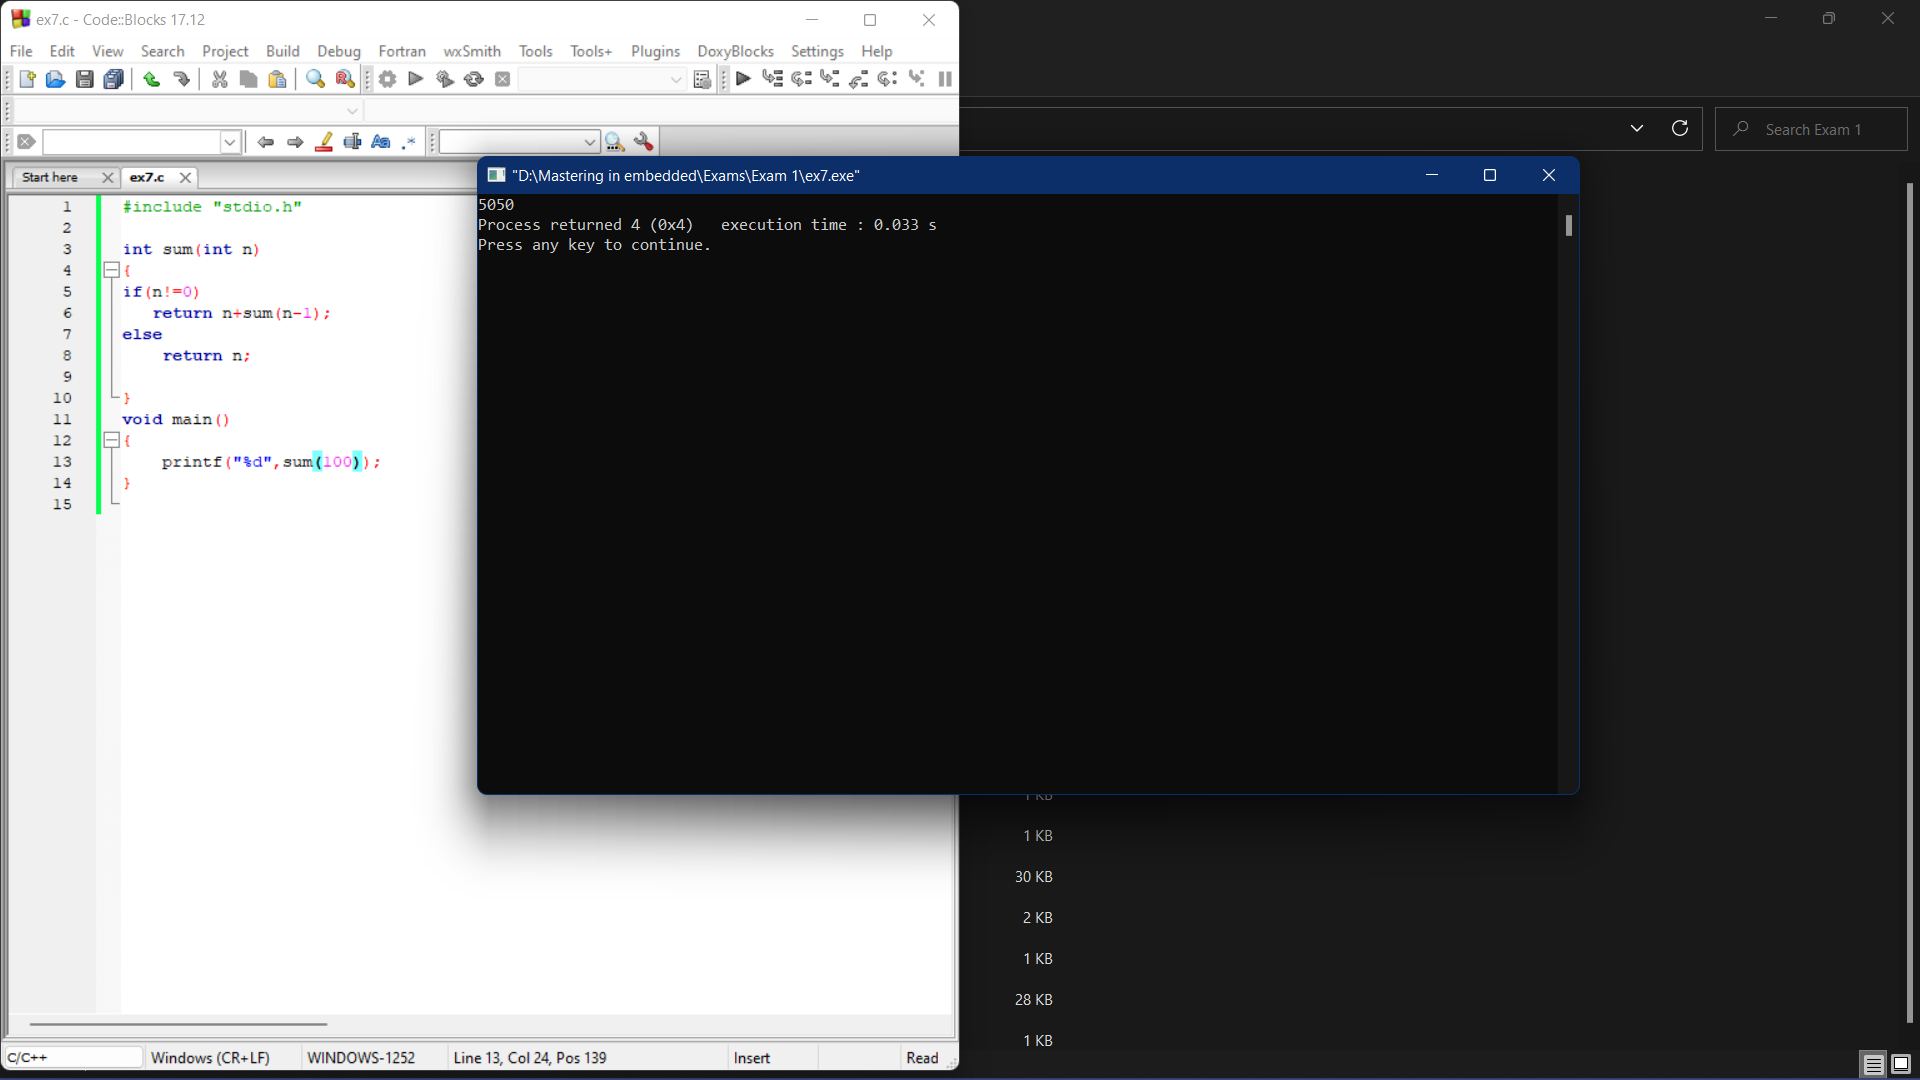 ex7.c - Code::Blocks 17.12
File Edit View Search Project Build Debug Fortran wxSmith Tools Tools+ Plugins DoxyBlocks Settings Help
Search Exam 1
Start here ex7.c
"D:\Mastering in embedded\Exams\Exam 1\ex7.exe"
5050
Process returned 4 (0x4)   execution time : 0.033 s
Press any key to continue.
1 #include "stdio.h"
2
3 int sum(int n)
4 {
5 if(n!=0)
6    return n+sum(n-1);
7 else
8     return n;
9
10 }
11 void main()
12 {
13     printf("%d",sum(100));
14 }
15
1 KB
1 KB
30 KB
2 KB
1 KB
28 KB
1 KB
C/C++ Windows (CR+LF) WINDOWS-1252 Line 13, Col 24, Pos 139 Insert Read